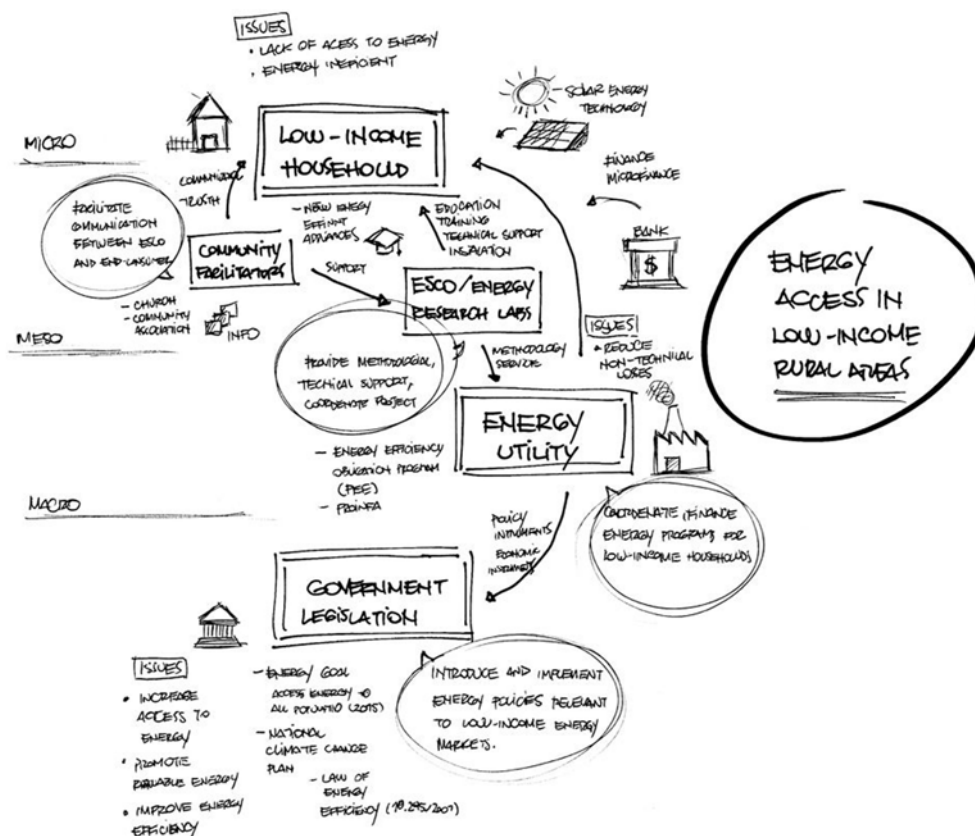 ISSUES
• LACK OF ACESS TO ENERGY
• ENERGY INEFICIENT
SOLAR ENERGY
TECHNOLOGY
MICRO
LOW-INCOME
HOUSEHOLD
FINANCE
MICROFINANCE
COMMUNICA
TRUSTH
FACILITATE
COMMUNICATION
BETWEEN ESCO
AND END-CONSUMER
- NEW ENERGY
EFFINT
APPLIANCES
EDUCATION
TRAINING
TECHNICAL SUPPORT
INSTALATION
BANK
$
COMMUNITY
FACILITATORS
SUPPORT
ESCO/ENERGY
RESEARCH LABS
ENERGY
ACCESS IN
LOW-INCOME
RURAL AREAS
- CHURCH
- COMMUNITY
ASSOCIATION
INFO
MESO
ISSUES
• REDUCE
NON-TECHNICAL
LOSES
METHODOLOGY
SERVICE
PROVIDE METHODOLOGICAL,
TECHICAL SUPPORT,
COORDENATE PROJECT
ENERGY
UTILITY
- ENERGY EFFICIENCY
OBLIGATION PROGRAM
(PEE)
- PROINFA
MACRO
POLICY
INTRUMENTS
ECONOMIC
INSTRUMENTS
COORDENATE, FINANCE
ENERGY PROGRAMS FOR
LOW-INCOME HOUSEHOLDS
GOVERNMENT
LEGISLATION
ISSUES
• INCREASE
ACCESS TO
ENERGY
• PROMOTE
ENERGY
• IMPROVE ENERGY
EFFICIENCY
- ENERGY GOAL
ACCESS ENERGY TO
ALL POPULATIO (2015)
- NATIONAL
CLIMATE CHANGE
PLAN
- LAW OF
ENERGY
EFFICIENCY (10.295/2001)
INTRODUCE AND IMPLEMENT
ENERGY POLICIES RELEVANT
TO LOW-INCOME ENERGY
MARKETS.